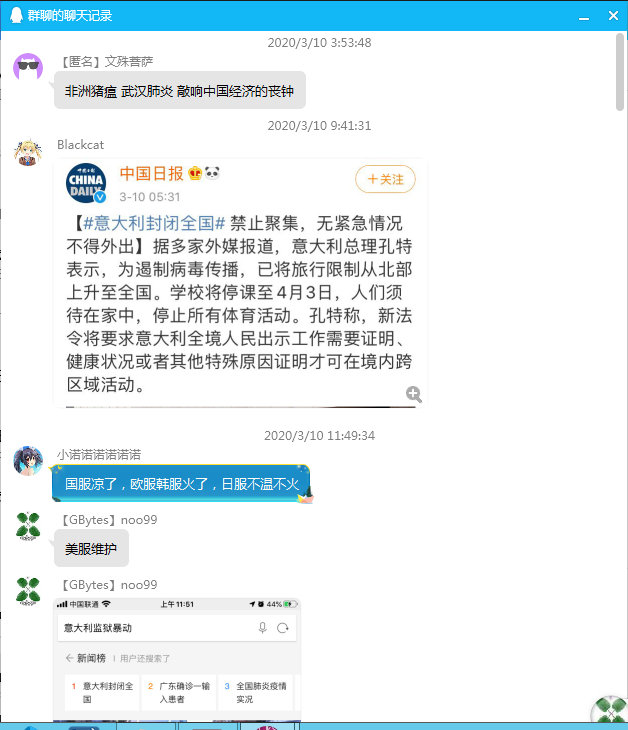 群聊的聊天记录
2020/3/10 3:53:48
【匿名】文殊菩萨
非洲猪瘟 武汉肺炎 敲响中国经济的丧钟
2020/3/10 9:41:31
Blackcat
CHINA
DAILY
中国日报
3-10 05:31
+关注
【#意大利封闭全国# 禁止聚集，无紧急情况
不得外出】据多家外媒报道，意大利总理孔特
表示，为遏制病毒传播，已将旅行限制从北部
上升至全国。学校将停课至4月3日，人们须
待在家中，停止所有体育活动。孔特称，新法
令将要求意大利全境人民出示工作需要证明、
健康状况或者其他特殊原因证明才可在境内跨
区域活动。
2020/3/10 11:49:34
小诺诺诺诺诺诺
国服凉了，欧服韩服火了，日服不温不火
【GBytes】noo99
美服维护
【GBytes】noo99
中国联通
上午11:51
44%
意大利监狱暴动
新闻榜 | 用户还搜索了
1 意大利封闭全
国
2 广东确诊一输
入患者
3 全国肺炎疫情
实况